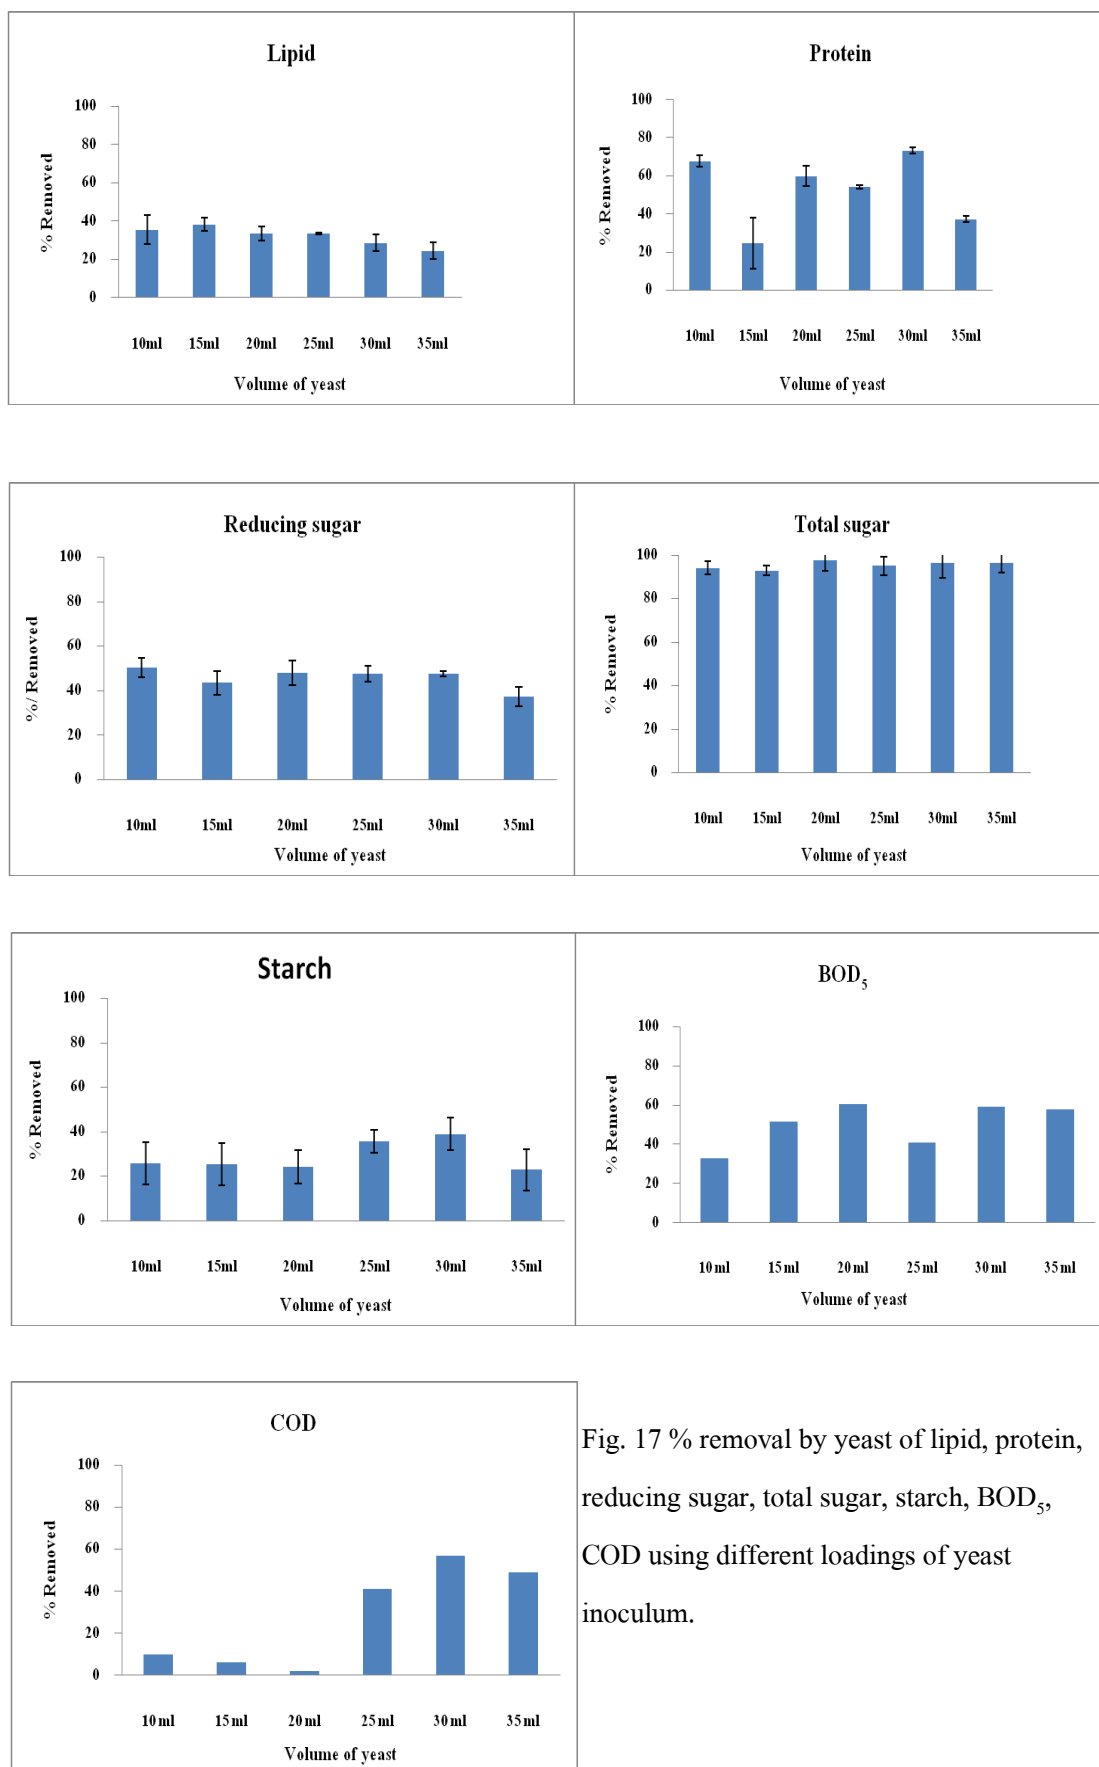 Lipid
100
80
60
40
20
0
% Removed
10ml 15ml 20ml 25ml 30ml 35ml
Volume of yeast
Protein
100
80
60
40
20
0
% Removed
10ml 15ml 20ml 25ml 30ml 35ml
Volume of yeast
Reducing sugar
100
80
60
40
20
0
%/ Removed
10ml 15ml 20ml 25ml 30ml 35ml
Volume of yeast
Total sugar
100
80
60
40
20
0
% Removed
10ml 15ml 20ml 25ml 30ml 35ml
Volume of yeast
Starch
100
80
60
40
20
0
% Removed
10ml 15ml 20ml 25ml 30ml 35ml
Volume of yeast
BOD₅
100
80
60
40
20
0
% Removed
10ml 15ml 20ml 25ml 30ml 35ml
Volume of yeast
COD
100
80
60
40
20
0
% Removed
10ml 15ml 20ml 25ml 30ml 35ml
Volume of yeast
Fig. 17 % removal by yeast of lipid, protein,
reducing sugar, total sugar, starch, BOD₅,
COD using different loadings of yeast
inoculum.